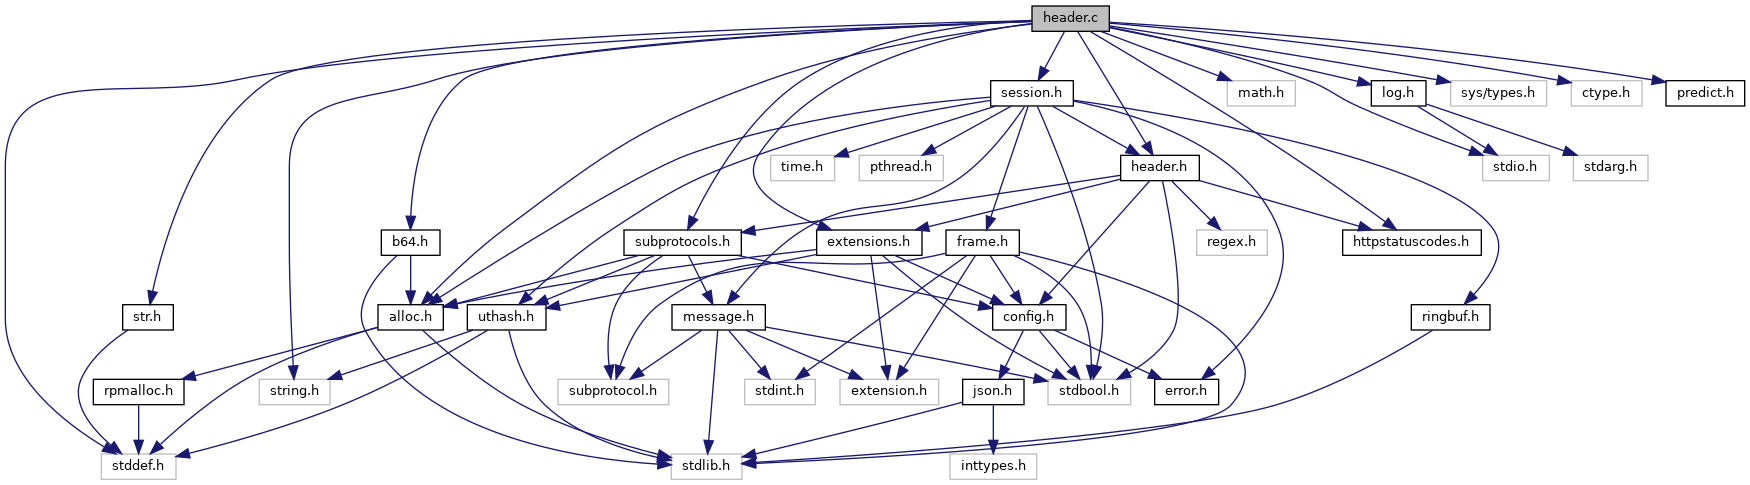 header.c
session.h
math.h
log.h
sys/types.h
ctype.h
predict.h
time.h
pthread.h
header.h
stdio.h
stdarg.h
b64.h
subprotocols.h
extensions.h
frame.h
regex.h
httpstatuscodes.h
str.h
alloc.h
uthash.h
message.h
config.h
ringbuf.h
rpmalloc.h
string.h
subprotocol.h
stdint.h
extension.h
json.h
stdbool.h
error.h
stddef.h
stdlib.h
inttypes.h